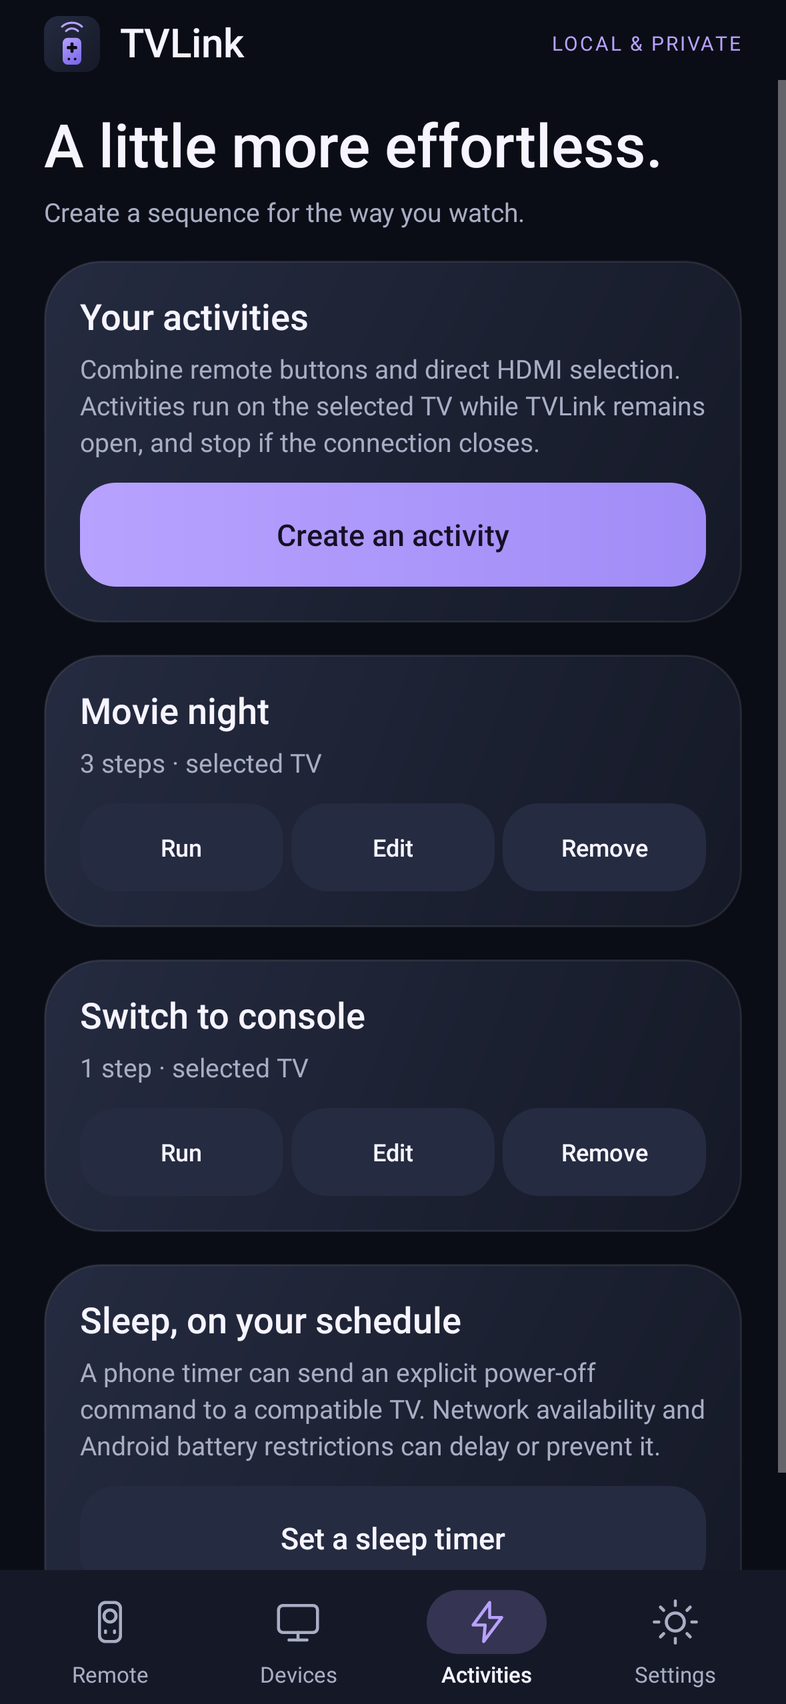 TVLink
LOCAL & PRIVATE
A little more effortless.
Create a sequence for the way you watch.
Your activities
Combine remote buttons and direct HDMI selection.
Activities run on the selected TV while TVLink remains
open, and stop if the connection closes.
Create an activity
Movie night
3 steps · selected TV
Run
Edit
Remove
Switch to console
1 step · selected TV
Run
Edit
Remove
Sleep, on your schedule
A phone timer can send an explicit power-off
command to a compatible TV. Network availability and
Android battery restrictions can delay or prevent it.
Set a sleep timer
Remote
Devices
Activities
Settings